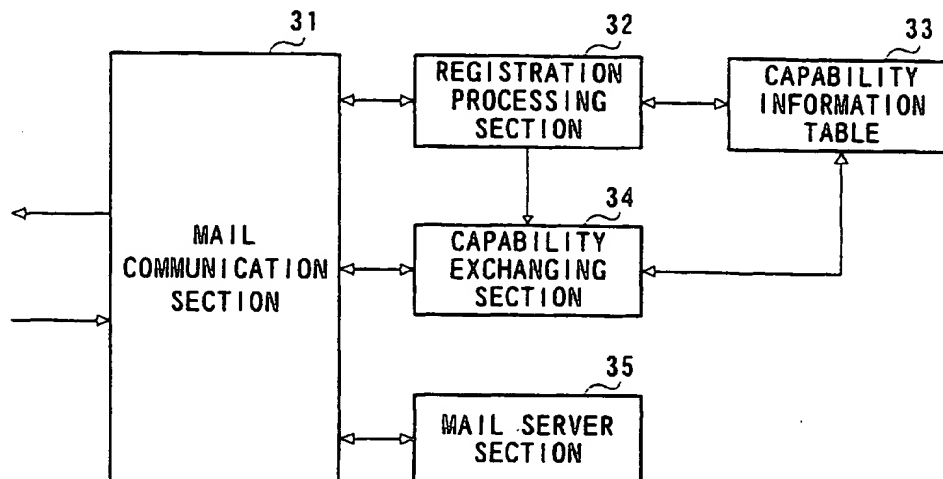 31
MAIL
COMMUNICATION
SECTION
32
REGISTRATION
PROCESSING
SECTION
33
CAPABILITY
INFORMATION
TABLE
34
CAPABILITY
EXCHANGING
SECTION
35
MAIL SERVER
SECTION